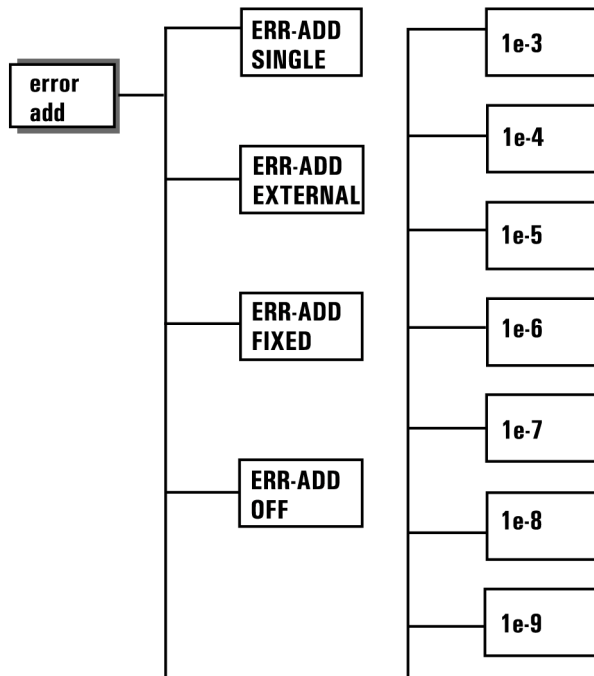 error
add
ERR-ADD
SINGLE
ERR-ADD
EXTERNAL
ERR-ADD
FIXED
ERR-ADD
OFF
1e-3
1e-4
1e-5
1e-6
1e-7
1e-8
1e-9